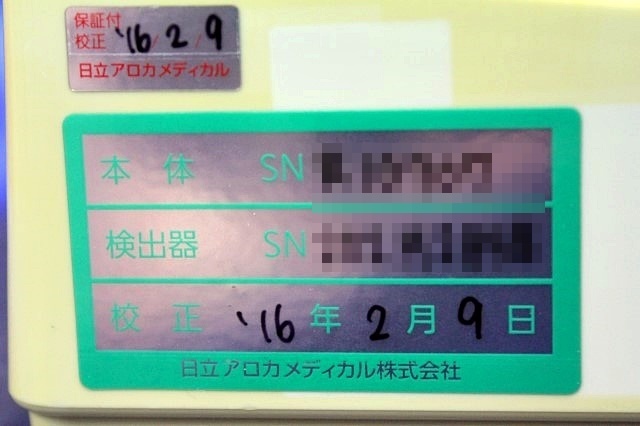 保証付
校正 '16/2/9
日立アロカメディカル
本体 SN
検出器 SN
校正 '16年2月9日
日立アロカメディカル株式会社